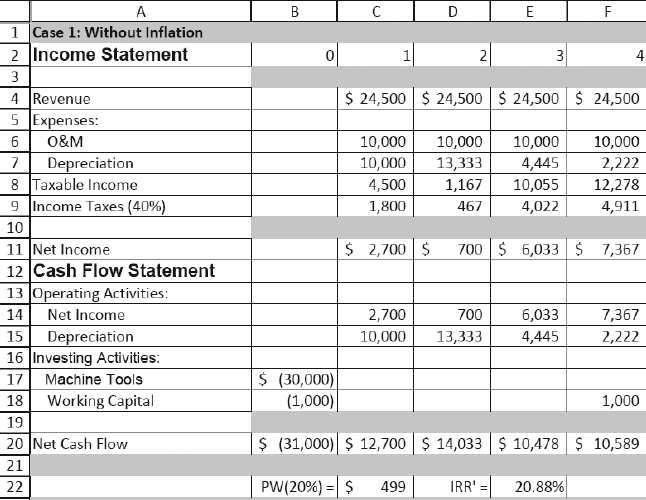 A B C D E F
1 Case 1: Without Inflation
2 Income Statement 0 1 2 3 4
3
4 Revenue $ 24,500 $ 24,500 $ 24,500 $ 24,500
5 Expenses:
6 O&M 10,000 10,000 10,000 10,000
7 Depreciation 10,000 13,333 4,445 2,222
8 Taxable Income 4,500 1,167 10,055 12,278
9 Income Taxes (40%) 1,800 467 4,022 4,911
10
11 Net Income $ 2,700 $ 700 $ 6,033 $ 7,367
12 Cash Flow Statement
13 Operating Activities:
14 Net Income 2,700 700 6,033 7,367
15 Depreciation 10,000 13,333 4,445 2,222
16 Investing Activities:
17 Machine Tools $ (30,000)
18 Working Capital (1,000) 1,000
19
20 Net Cash Flow $ (31,000) $ 12,700 $ 14,033 $ 10,478 $ 10,589
21
22 PW(20%) = $ 499 IRR' = 20.88%